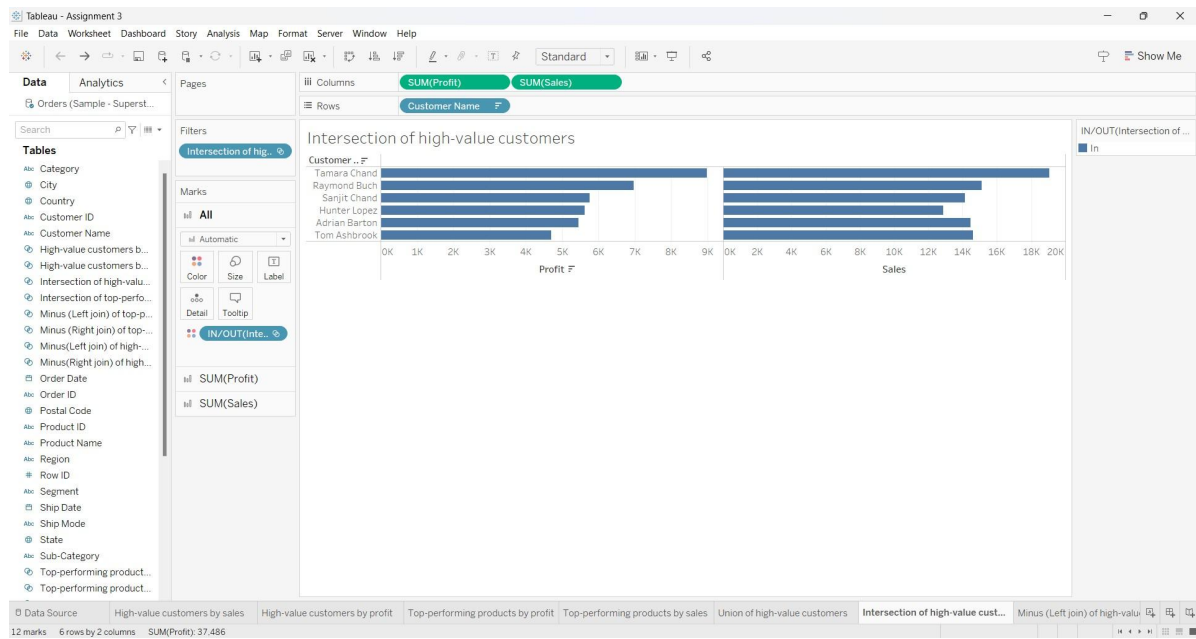 Tableau - Assignment 3
File Data Worksheet Dashboard Story Analysis Map Format Server Window Help
Standard
Show Me
Data Analytics
Orders (Sample - Superst...
Search
Tables
Abc Category
City
Country
Abc Customer ID
Abc Customer Name
High-value customers b...
High-value customers b...
Intersection of high-valu...
Intersection of top-perfo...
Minus (Left join) of top-p...
Minus (Right join) of top-...
Minus(Left join) of high-...
Minus(Right join) of high...
Order Date
Abc Order ID
Postal Code
Abc Product ID
Abc Product Name
Abc Region
# Row ID
Abc Segment
Ship Date
Abc Ship Mode
State
Abc Sub-Category
Top-performing product...
Top-performing product...
Pages
Filters
Intersection of hig..
Marks
All
Automatic
Color Size Label
Detail Tooltip
IN/OUT(Inte..
SUM(Profit)
SUM(Sales)
Columns SUM(Profit) SUM(Sales)
Rows Customer Name
Intersection of high-value customers
Customer ..
Tamara Chand
Raymond Buch
Sanjit Chand
Hunter Lopez
Adrian Barton
Tom Ashbrook
0K 1K 2K 3K 4K 5K 6K 7K 8K 9K 0K 2K 4K 6K 8K 10K 12K 14K 16K 18K 20K
Profit Sales
IN/OUT(Intersection of ...
In
Data Source High-value customers by sales High-value customers by profit Top-performing products by profit Top-performing products by sales Union of high-value customers Intersection of high-value cust... Minus (Left join) of high-valu
12 marks 6 rows by 2 columns SUM(Profit): 37,486